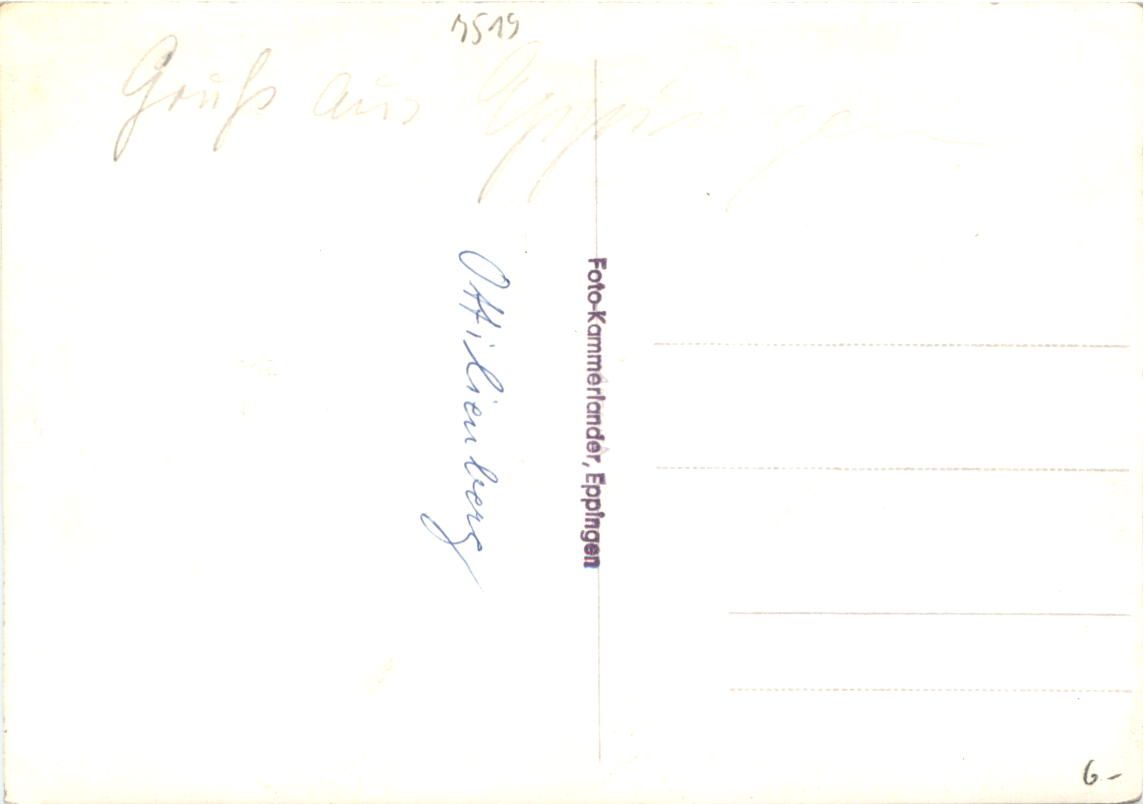 7519
Gruß aus Eppingen
Ottilienberg
Foto-Kammerlander, Eppingen
6-